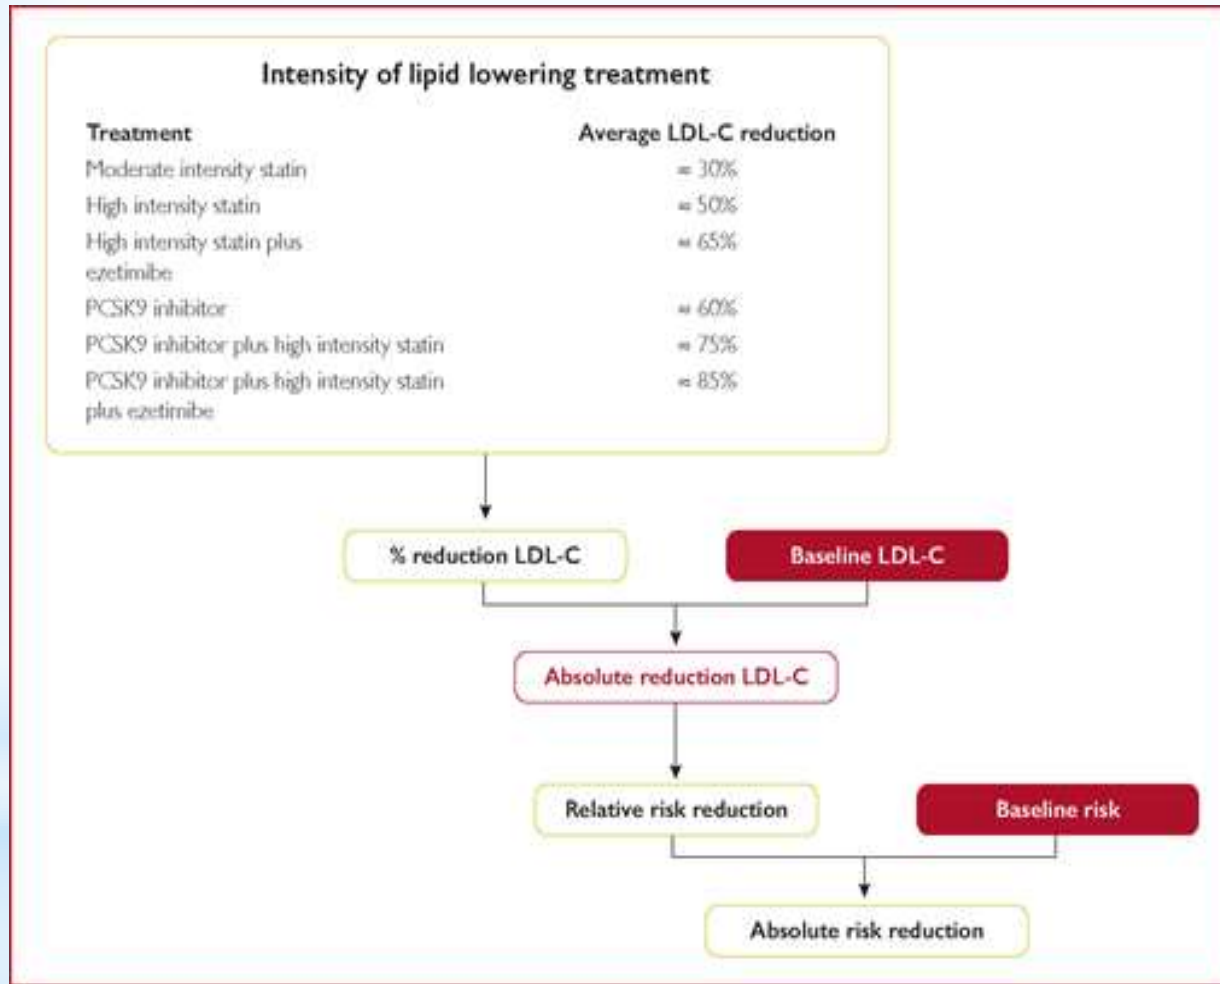 Intensity of lipid lowering treatment
Treatment Average LDL-C reduction
Moderate intensity statin ≈ 30%
High intensity statin ≈ 50%
High intensity statin plus ≈ 65%
ezetimibe
PCSK9 inhibitor ≈ 60%
PCSK9 inhibitor plus high intensity statin ≈ 75%
PCSK9 inhibitor plus high intensity statin ≈ 85%
plus ezetimibe
% reduction LDL-C Baseline LDL-C
Absolute reduction LDL-C
Relative risk reduction Baseline risk
Absolute risk reduction